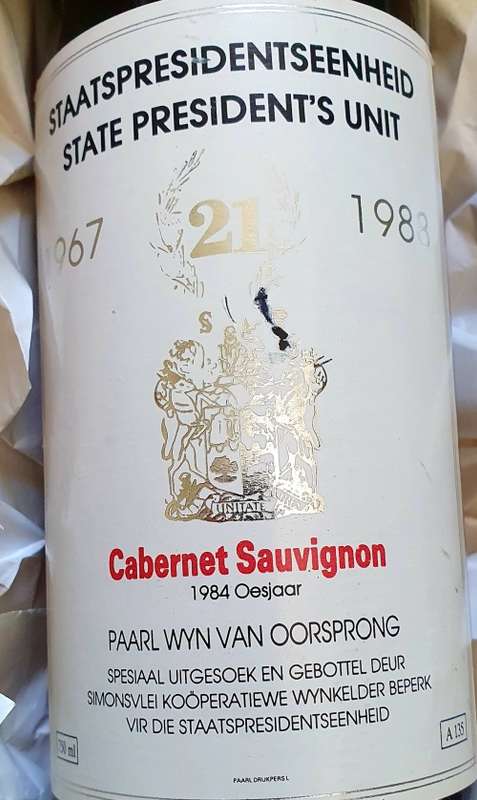 STAATSPRESIDENTSEENHEID
STATE PRESIDENT'S UNIT
21
1967 1988
UNITATE
Cabernet Sauvignon
1984 Oesjaar
PAARL WYN VAN OORSPRONG
SPESIAAL UITGESOEK EN GEBOTTEL DEUR
SIMONSVLEI KOÖPERATIEWE WYNKELDER BEPERK
VIR DIE STAATSPRESIDENTSEENHEID
750 ml
A 135
PAARL DRUKPERS